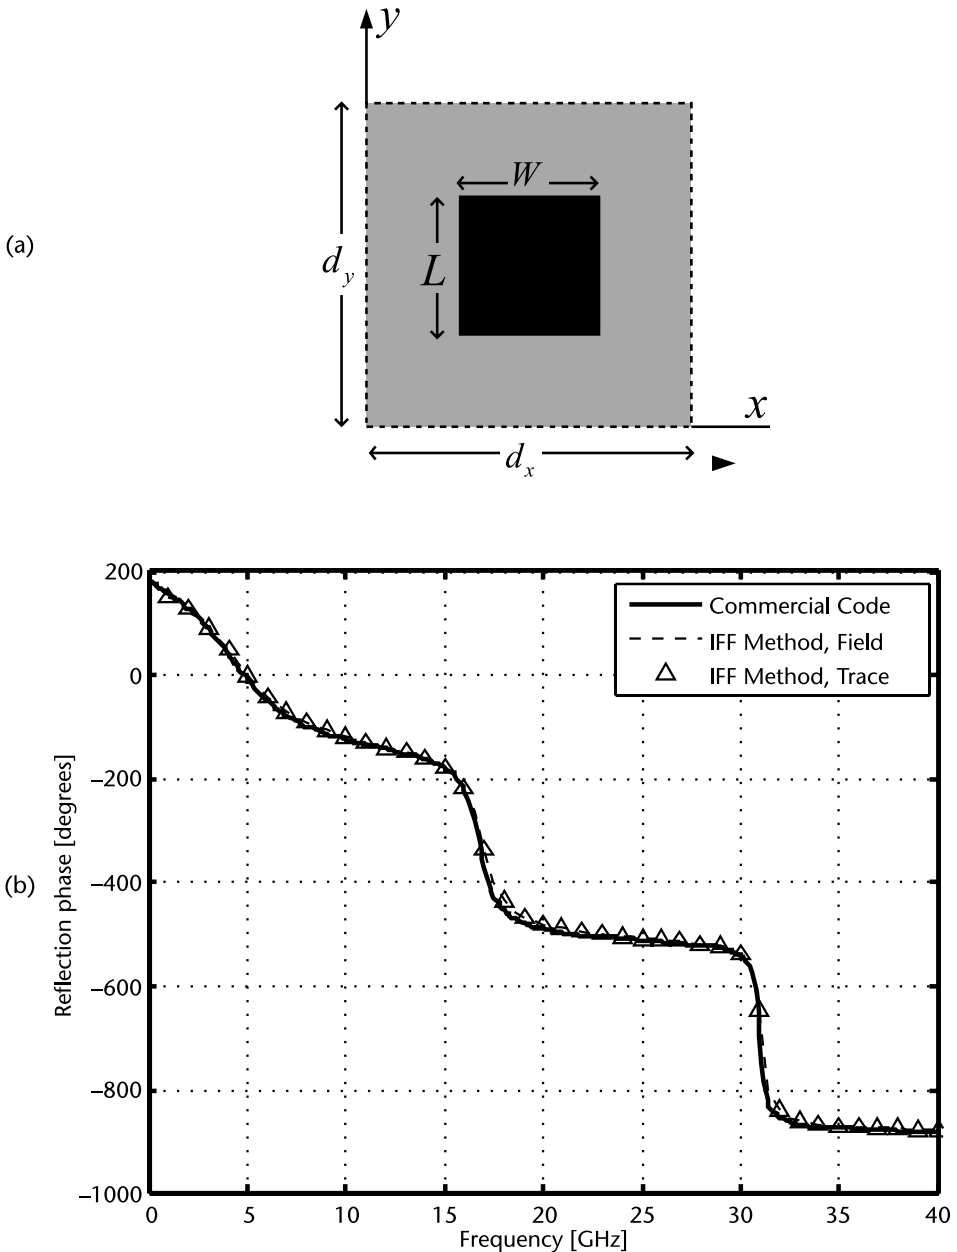 y
W
(a)
d_y
L
x
d_x
200
Commercial Code
IFF Method, Field
IFF Method, Trace
0
−200
−400
(b)
Reflection phase [degrees]
−600
−800
−1000
0 5 10 15 20 25 30 35 40
Frequency [GHz]